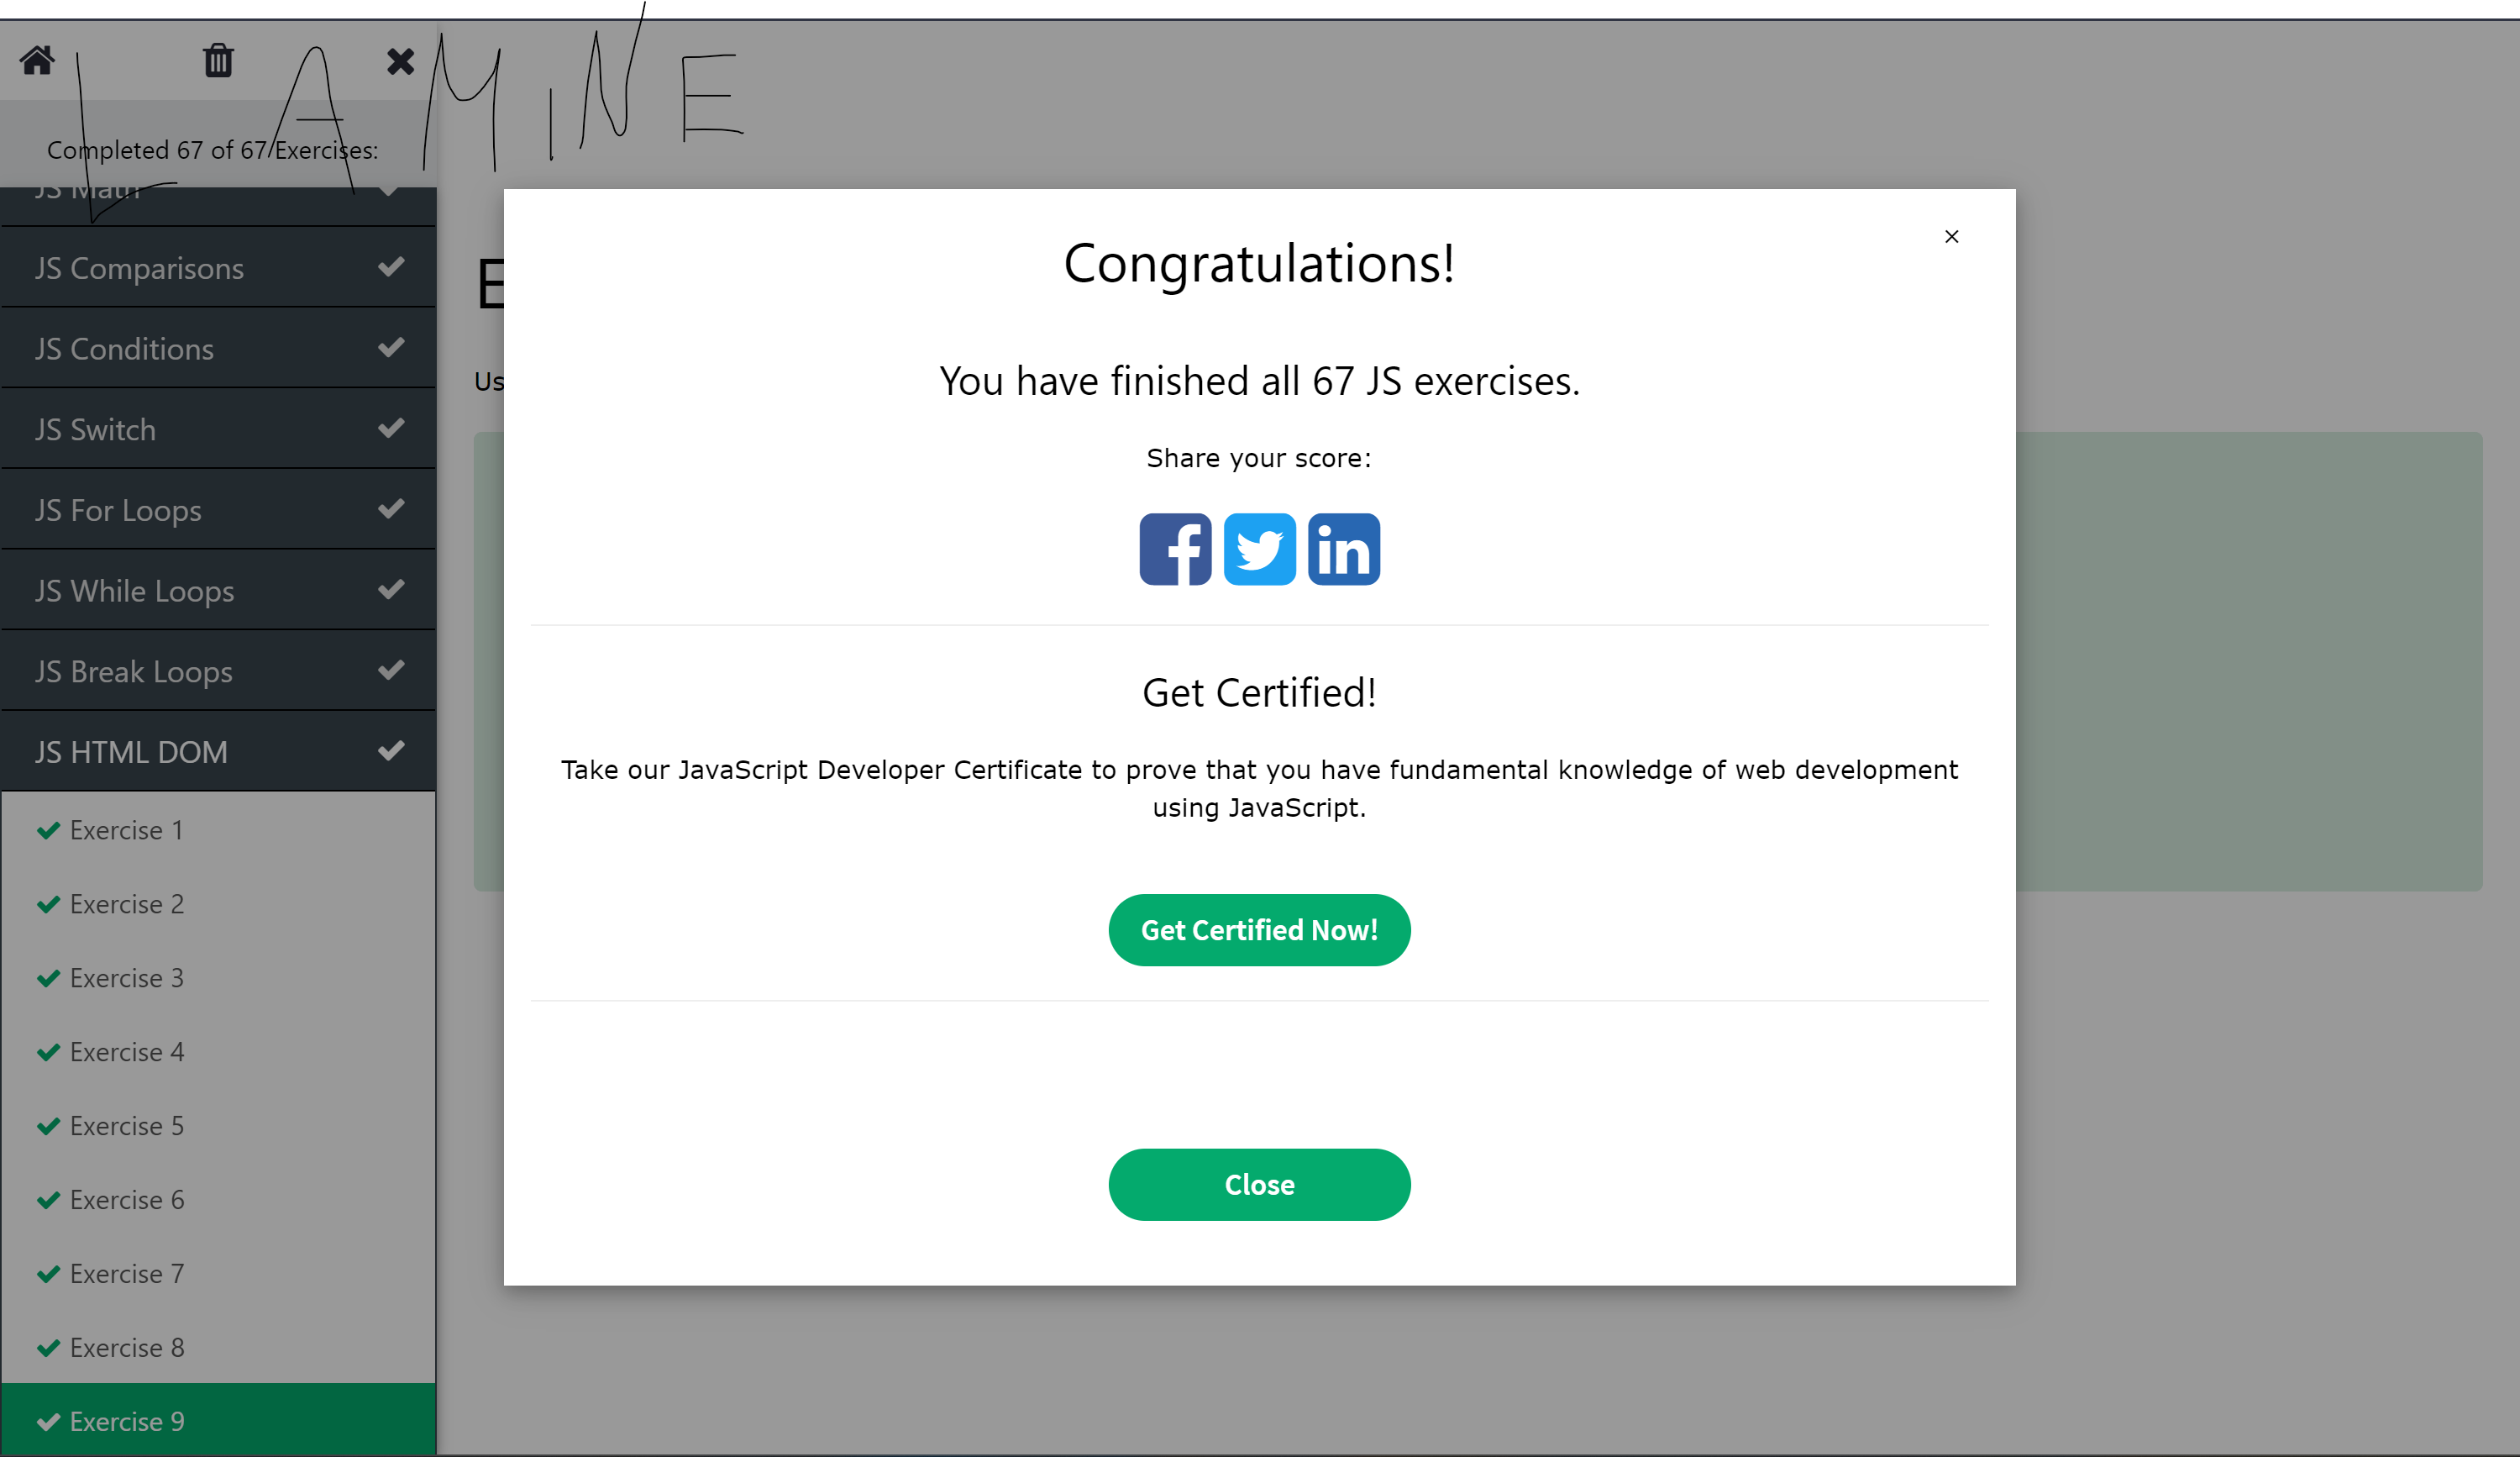 LAMINE
Completed 67 of 67 Exercises:
JS Math
JS Comparisons
JS Conditions
JS Switch
JS For Loops
JS While Loops
JS Break Loops
JS HTML DOM
Exercise 1
Exercise 2
Exercise 3
Exercise 4
Exercise 5
Exercise 6
Exercise 7
Exercise 8
Exercise 9
E
Us
×
Congratulations!
You have finished all 67 JS exercises.
Share your score:
Get Certified!
Take our JavaScript Developer Certificate to prove that you have fundamental knowledge of web development
using JavaScript.
Get Certified Now!
Close